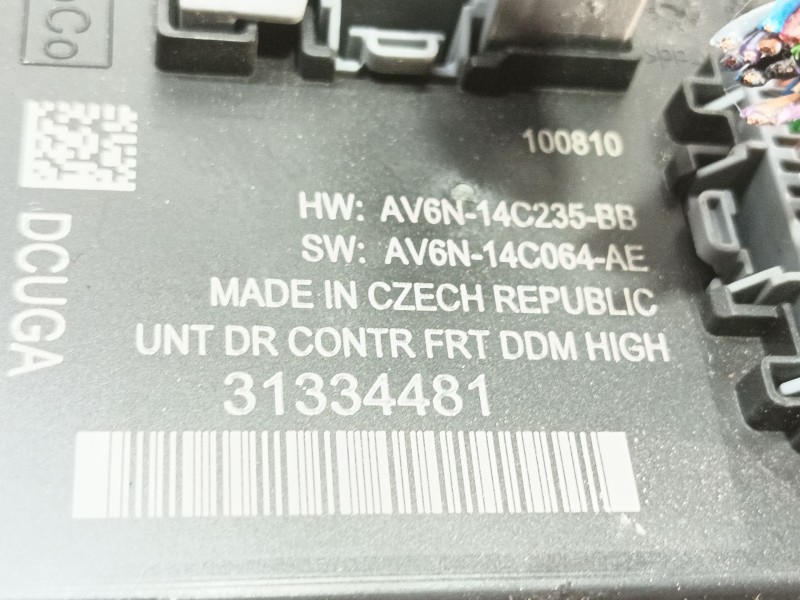 oCo
100810
HW: AV6N-14C235-BB
SW: AV6N-14C064-AE
MADE IN CZECH REPUBLIC
UNT DR CONTR FRT DDM HIGH
31334481
DCUGA